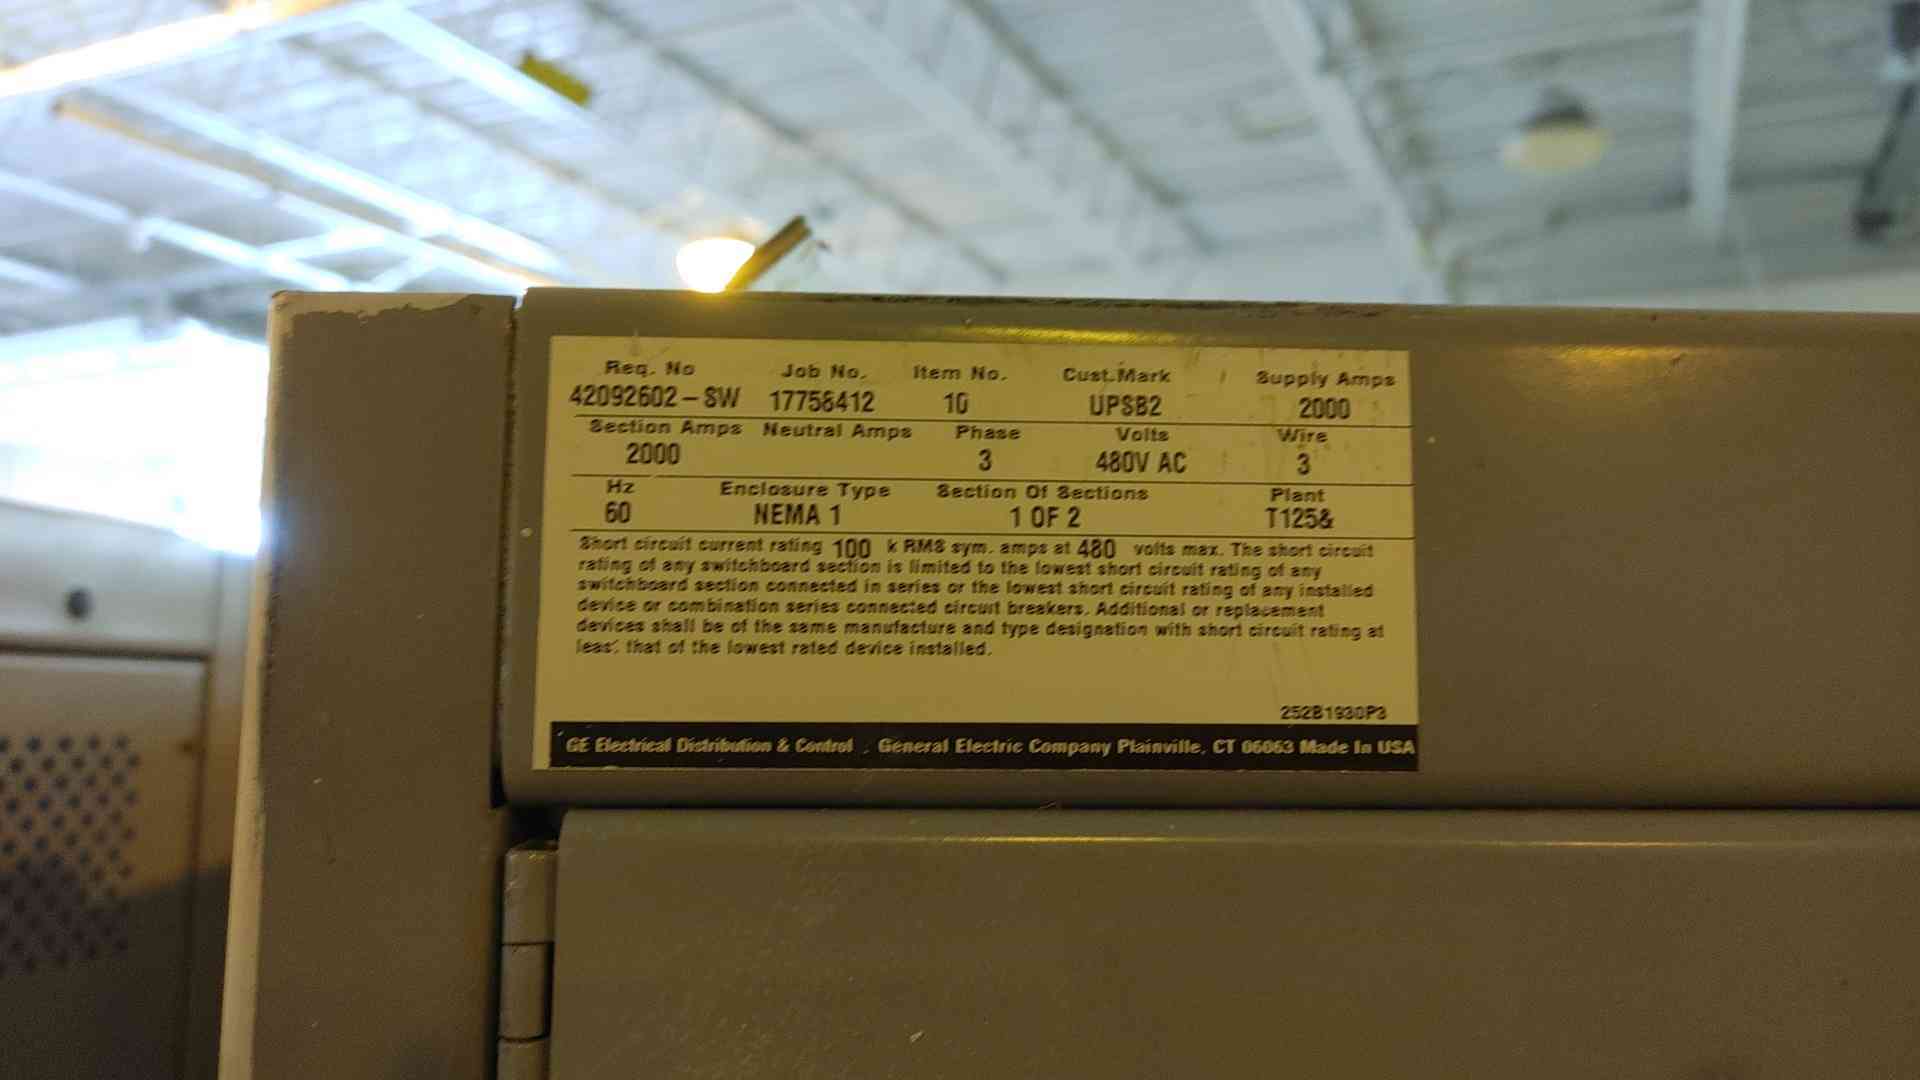 Req. No Job No. Item No. Cust.Mark Supply Amps
42092602-SW 17758412 10 UPSB2 2000
Section Amps Neutral Amps Phase Volts Wire
2000 3 480V AC 3
Hz Enclosure Type Section Of Sections Plant
60 NEMA 1 1 OF 2 T125&
Short circuit current rating 100 k RMS sym. amps at 480 volts max. The short circuit
rating of any switchboard section is limited to the lowest short circuit rating of any
switchboard section connected in series or the lowest short circuit rating of any installed
device or combination series connected circuit breakers. Additional or replacement
devices shall be of the same manufacture and type designation with short circuit rating at
least that of the lowest rated device installed.
252B1930P3
GE Electrical Distribution & Control , General Electric Company Plainville, CT 06063 Made In USA